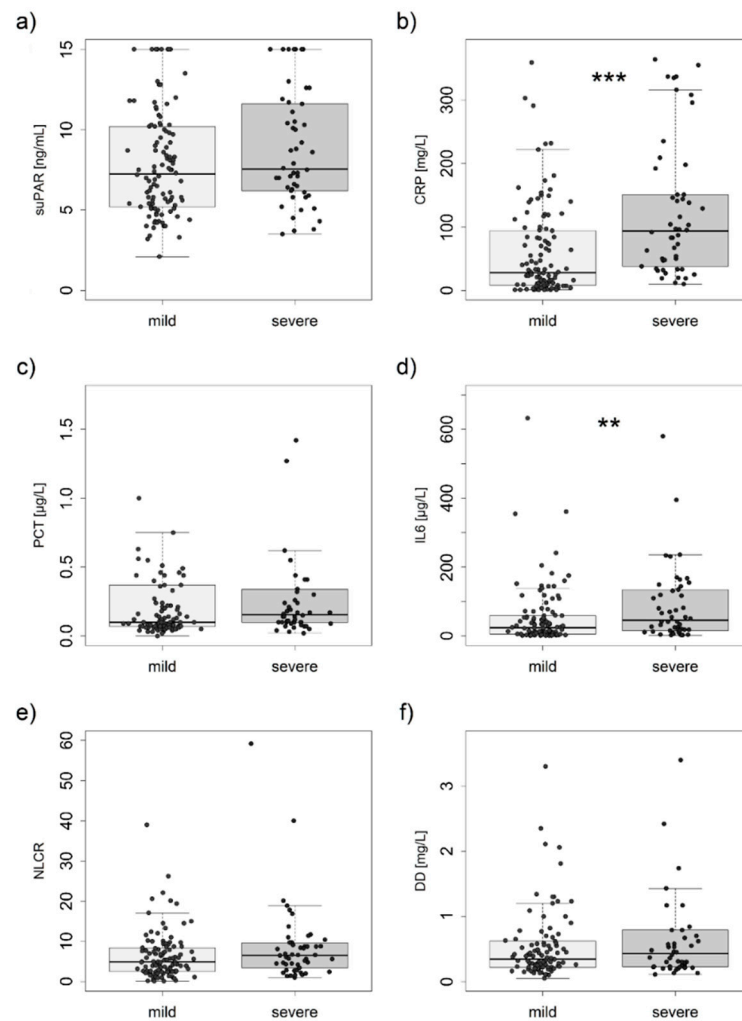 a)
suPAR [ng/mL]
15
10
5
0
mild severe
b)
***
CRP [mg/L]
300
200
100
0
mild severe
c)
PCT [µg/L]
1.5
1.0
0.5
0.0
mild severe
d)
**
IL6 [µg/L]
600
400
200
0
mild severe
e)
NLCR
60
50
40
30
20
10
0
mild severe
f)
DD [mg/L]
3
2
1
0
mild severe